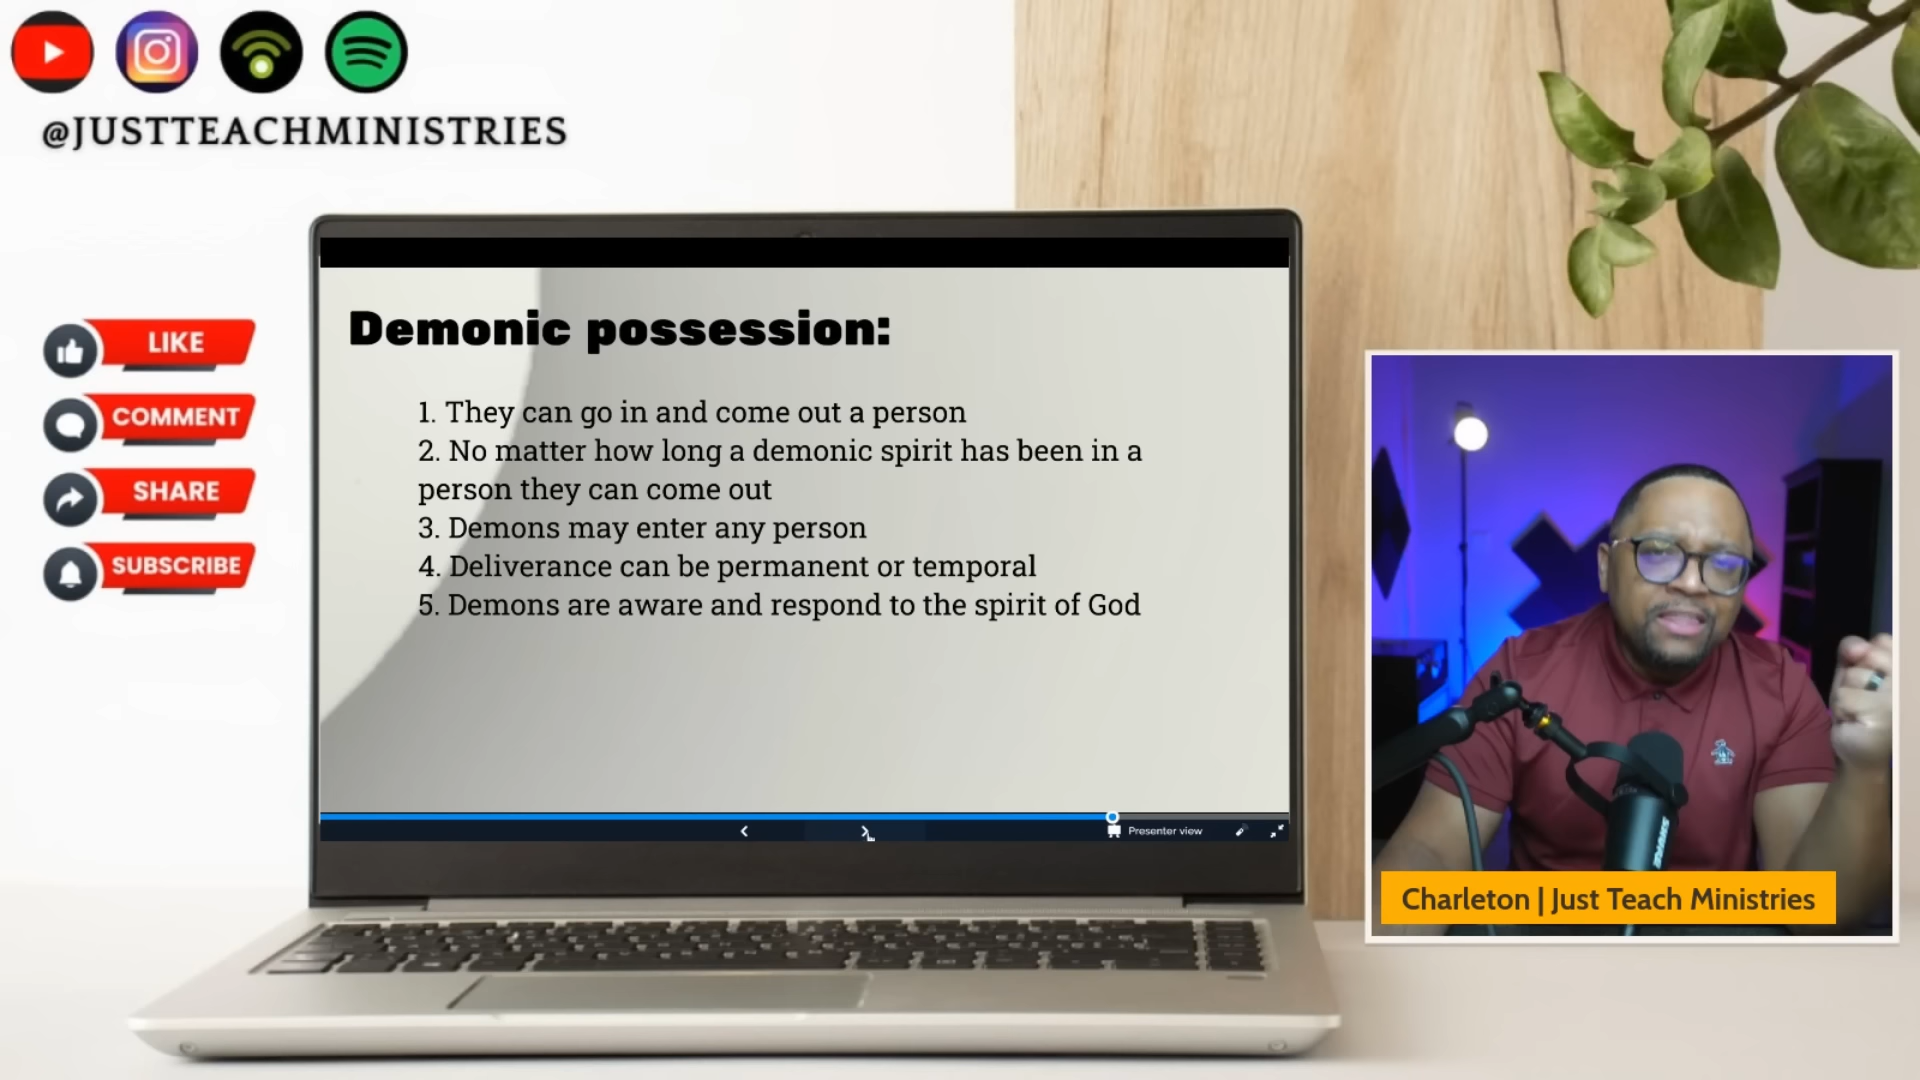 @JUSTTEACHMINISTRIES
LIKE
COMMENT
SHARE
SUBSCRIBE
Demonic possession:
1. They can go in and come out a person
2. No matter how long a demonic spirit has been in a
person they can come out
3. Demons may enter any person
4. Deliverance can be permanent or temporal
5. Demons are aware and respond to the spirit of God
Presenter view
SHURE
Charleton | Just Teach Ministries